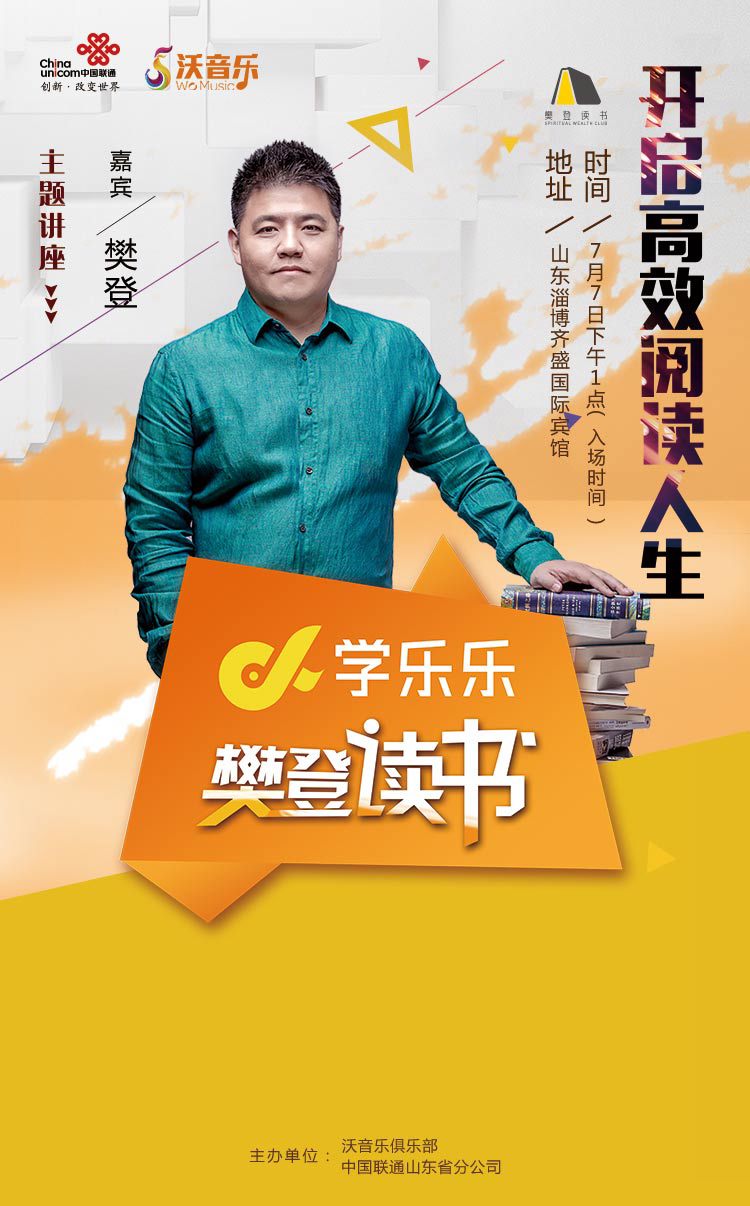 China
unicom中国联通
创新·改变世界
沃音乐
WoMusic
樊登读书
SPIRITUAL WEALTH CLUB
开启高效阅读人生
时间／7月7日下午1点（入场时间）
地址／山东淄博齐盛国际宾馆
嘉宾／樊登
主题讲座
学乐乐
樊登读书
主办单位：沃音乐俱乐部
中国联通山东省分公司